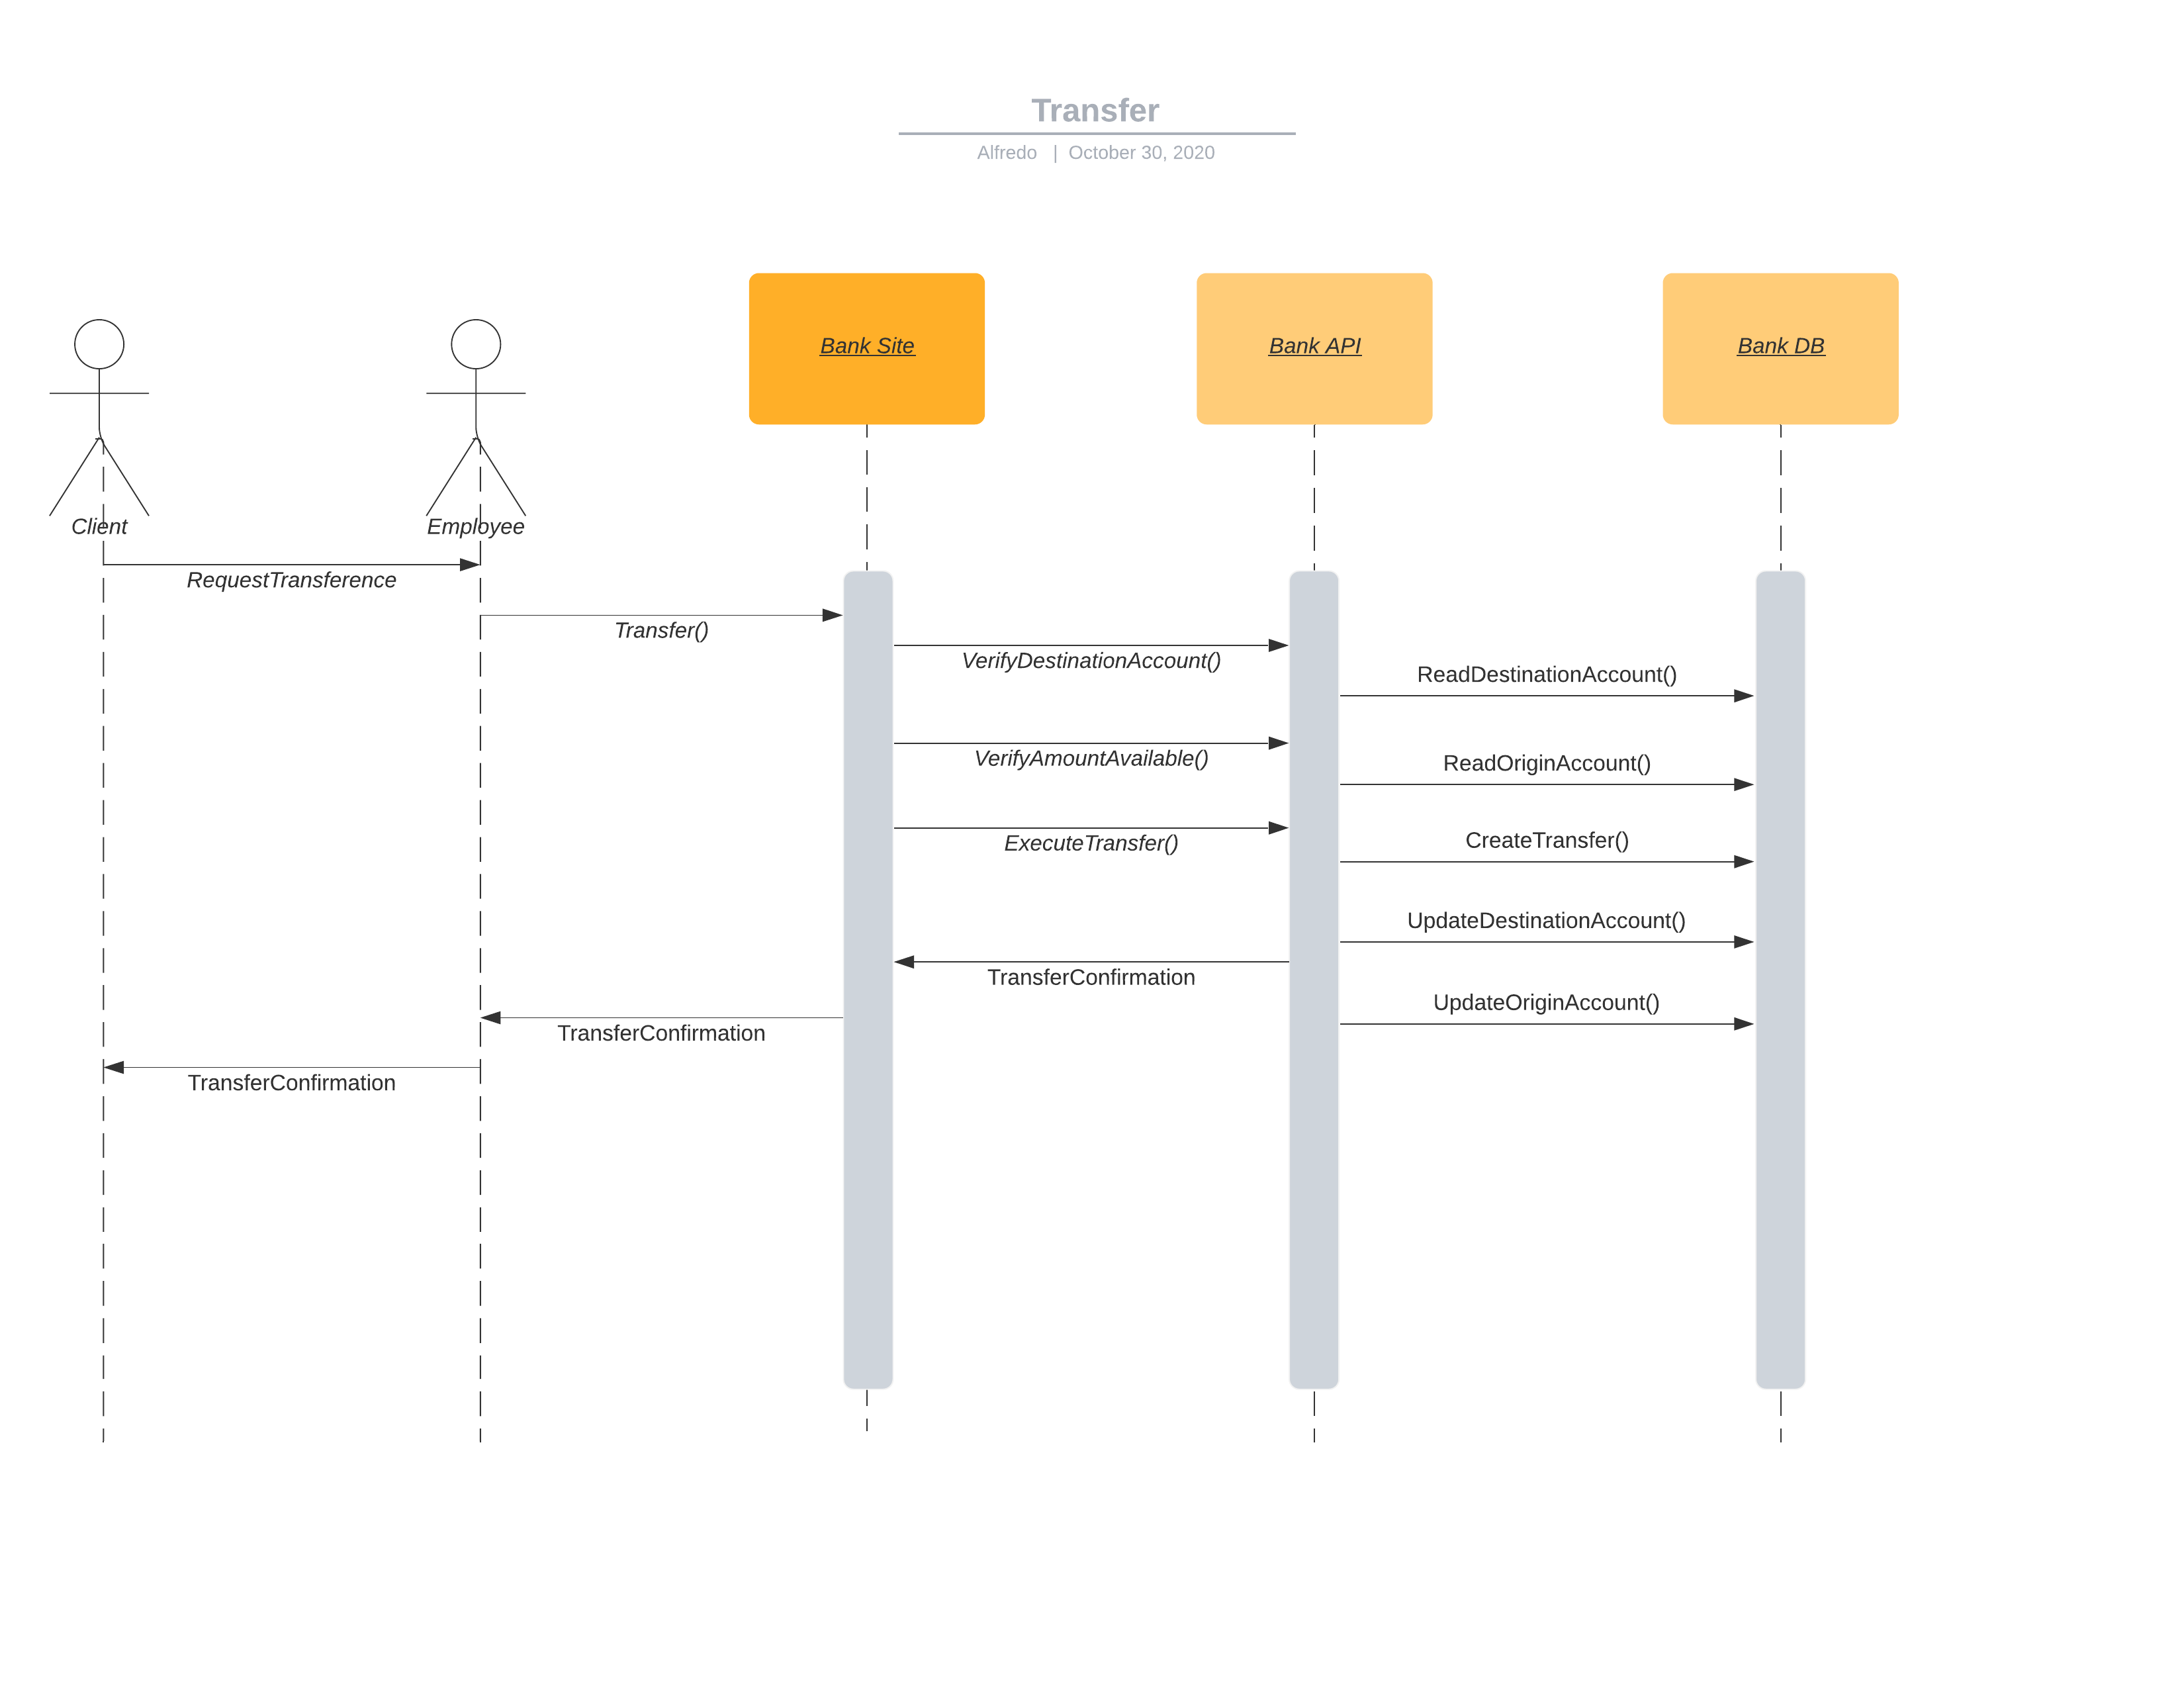 Transfer
Alfredo | October 30, 2020
Bank Site
Bank API
Bank DB
Client
Employee
RequestTransference
Transfer()
VerifyDestinationAccount()
ReadDestinationAccount()
VerifyAmountAvailable()
ReadOriginAccount()
ExecuteTransfer()
CreateTransfer()
UpdateDestinationAccount()
TransferConfirmation
UpdateOriginAccount()
TransferConfirmation
TransferConfirmation